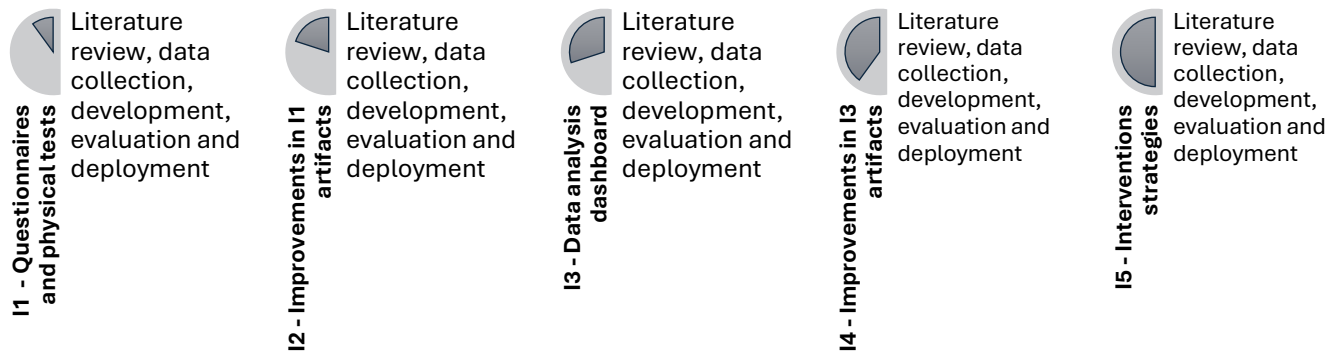 Literature
review, data
collection,
development,
evaluation and
deployment
I1 - Questionnaires
and physical tests
Literature
review, data
collection,
development,
evaluation and
deployment
I2 - Improvements in I1
artifacts
Literature
review, data
collection,
development,
evaluation and
deployment
I3 - Data analysis
dashboard
Literature
review, data
collection,
development,
evaluation and
deployment
I4 - Improvements in I3
artifacts
Literature
review, data
collection,
development,
evaluation and
deployment
I5 - Interventions
strategies